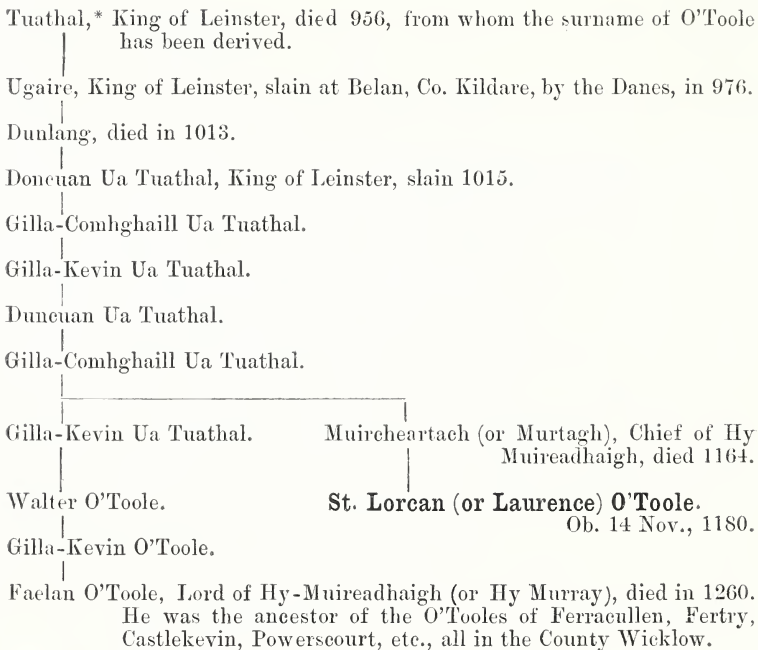 Tuathal,* King of Leinster, died 956, from whom the surname of O'Toole
has been derived.
Ugaire, King of Leinster, slain at Belan, Co. Kildare, by the Danes, in 976.
Dunlang, died in 1013.
Doncuan Ua Tuathal, King of Leinster, slain 1015.
Gilla-Comhghaill Ua Tuathal.
Gilla-Kevin Ua Tuathal.
Duncuan Ua Tuathal.
Gilla-Comhghaill Ua Tuathal.
Gilla-Kevin Ua Tuathal. Muircheartach (or Murtagh), Chief of Hy
Muireadhaigh, died 1164.
Walter O'Toole. St. Lorcan (or Laurence) O'Toole.
Ob. 14 Nov., 1180.
Gilla-Kevin O'Toole.
Faelan O'Toole, Lord of Hy-Muireadhaigh (or Hy Murray), died in 1260.
He was the ancestor of the O'Tooles of Ferracullen, Fertry,
Castlekevin, Powerscourt, etc., all in the County Wicklow.